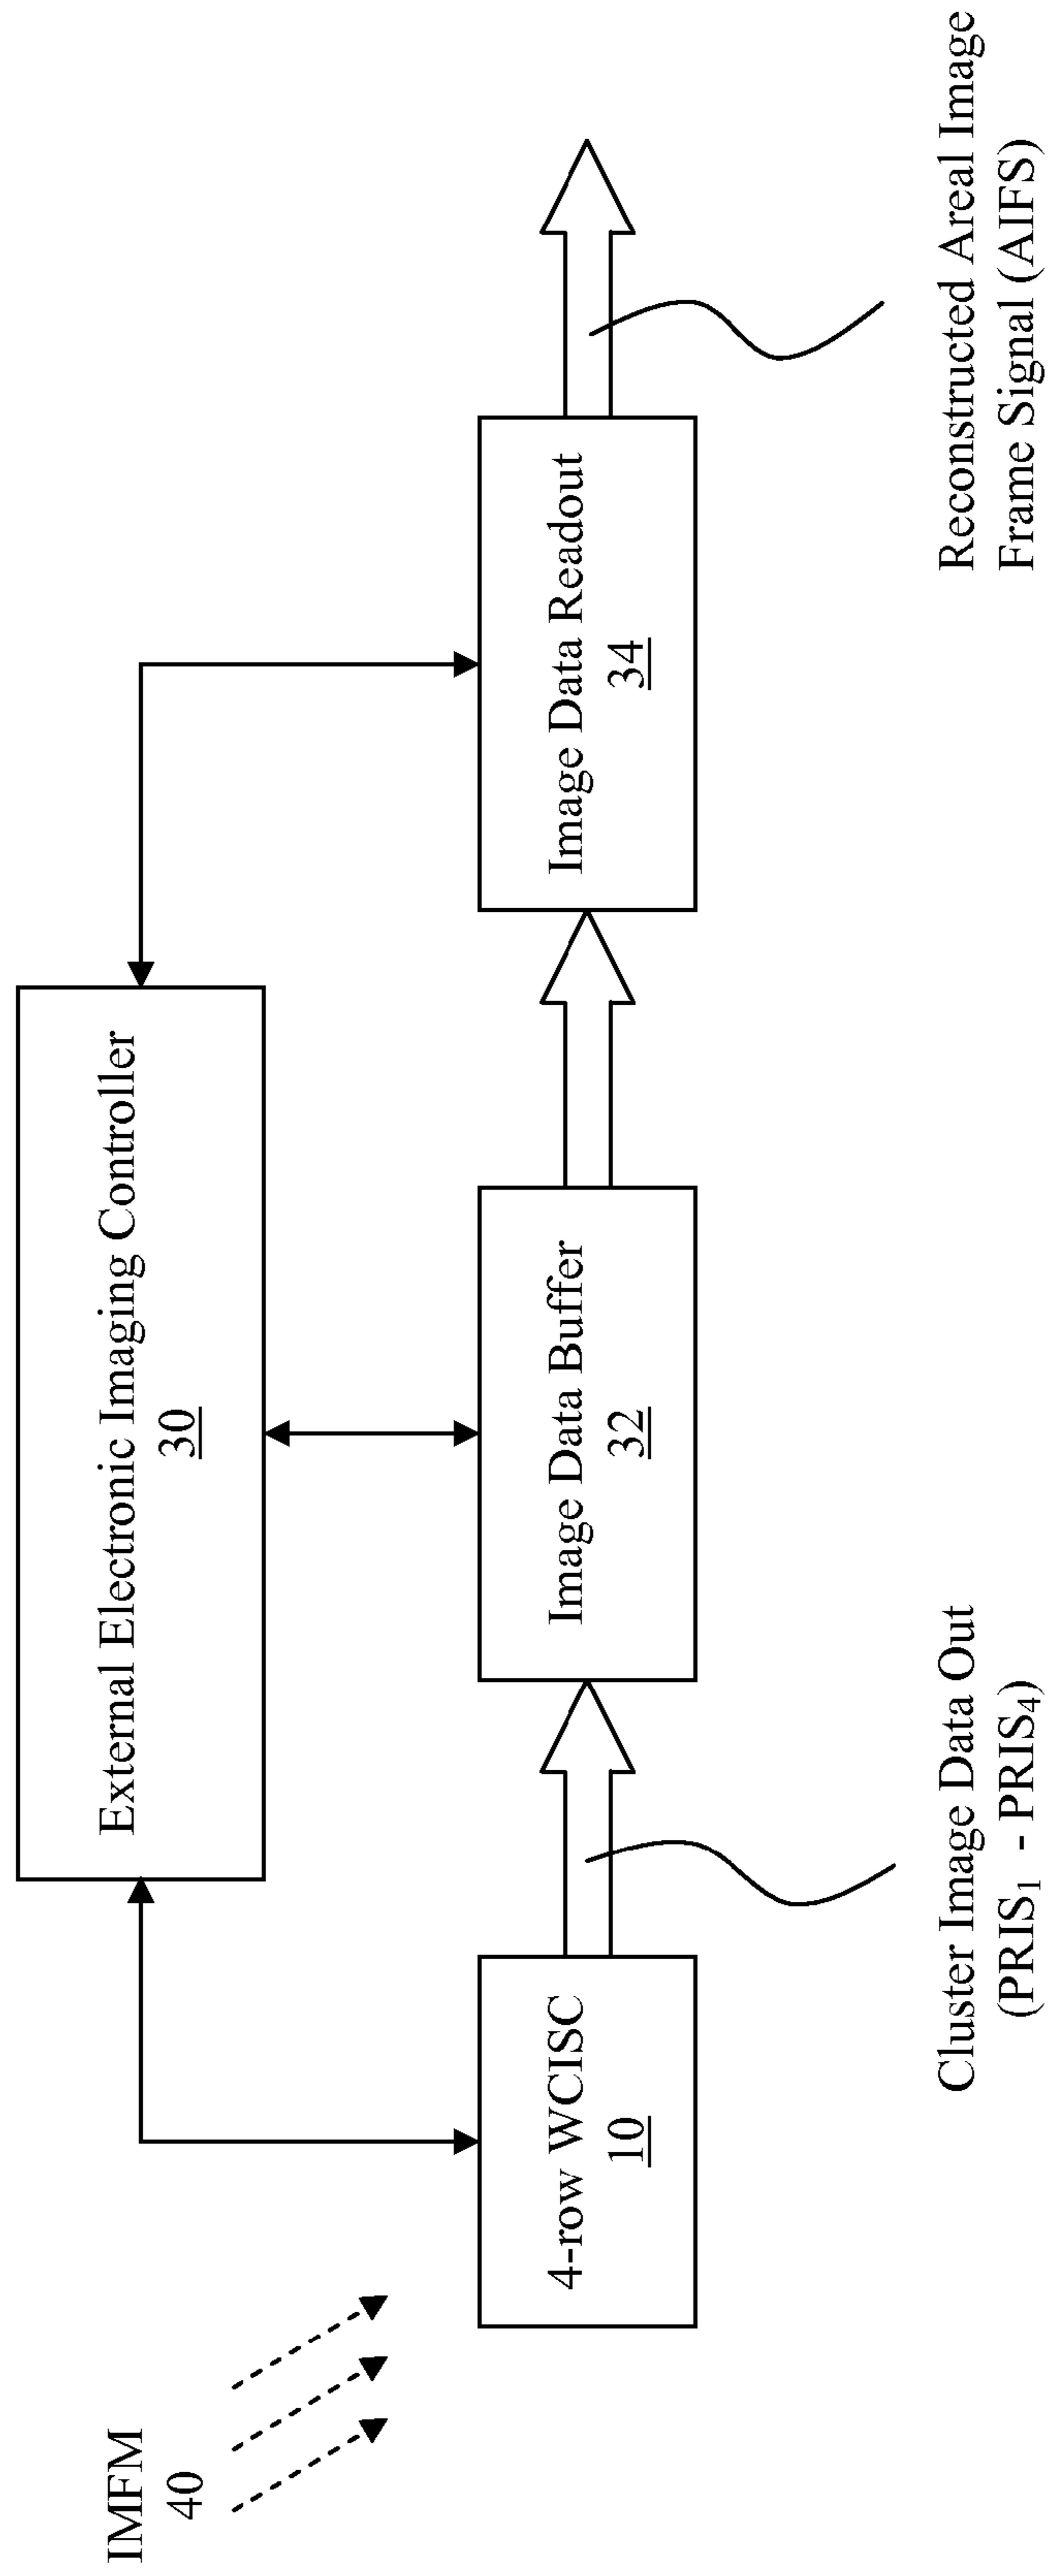 IMFM
40
External Electronic Imaging Controller
30
4-row WCISC
10
Image Data Buffer
32
Image Data Readout
34
Cluster Image Data Out
(PRIS₁ - PRIS₄)
Reconstructed Areal Image
Frame Signal (AIFS)